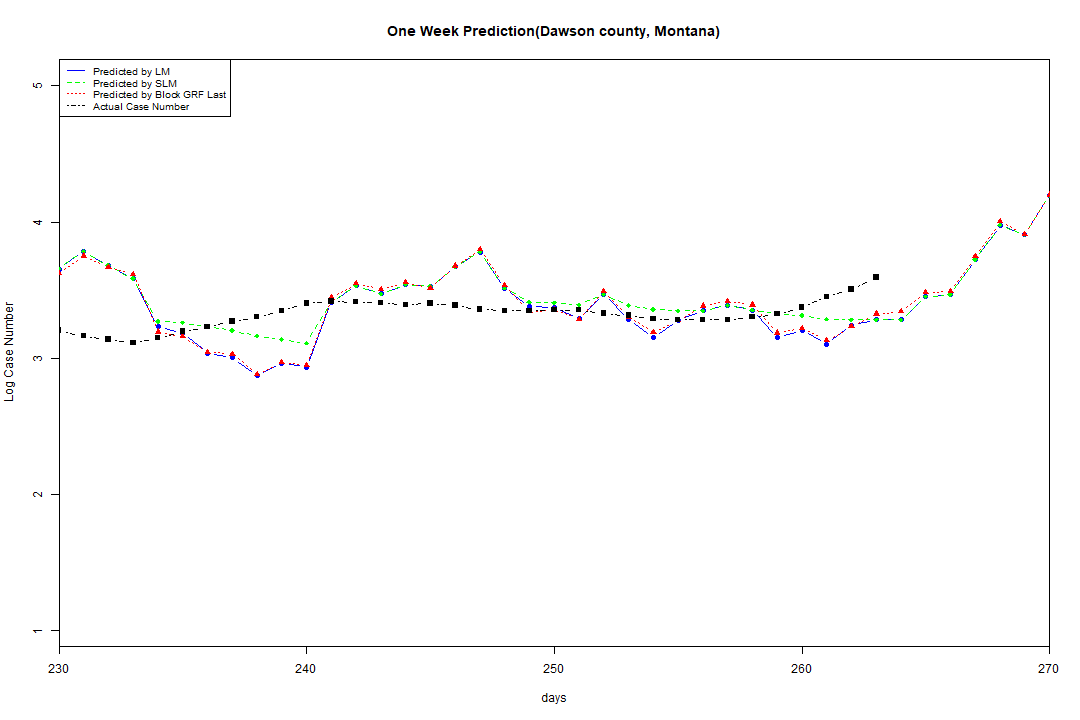 One Week Prediction(Dawson county, Montana)
Predicted by LM
Predicted by SLM
Predicted by Block GRF Last
Actual Case Number
5
4
3
2
1
Log Case Number
230 240 250 260 270
days